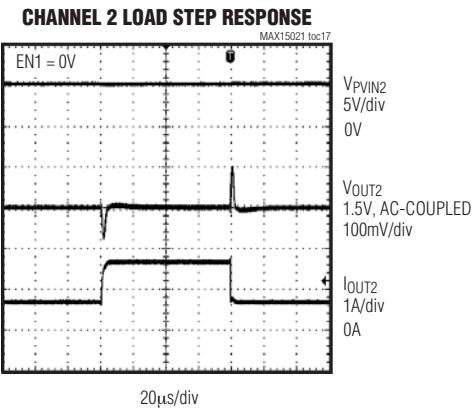 CHANNEL 2 LOAD STEP RESPONSE
MAX15021 toc17
EN1 = 0V
T
VPVIN2
5V/div
0V
VOUT2
1.5V, AC-COUPLED
100mV/div
IOUT2
1A/div
0A
20μs/div